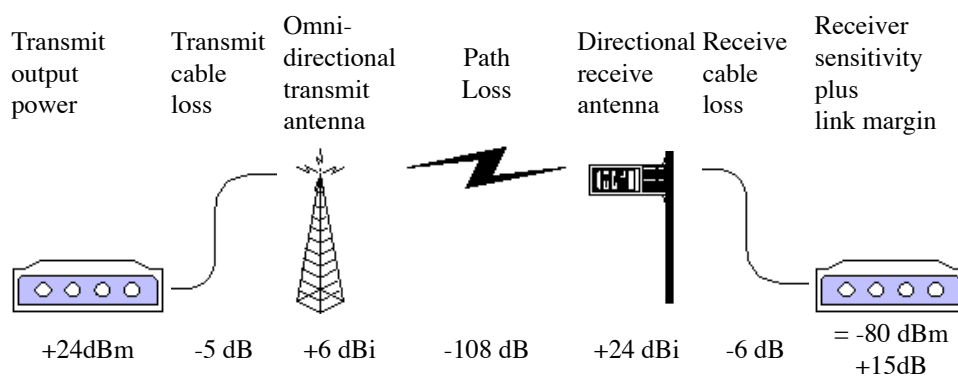 Transmit
output
power
Transmit
cable
loss
Omni-
directional
transmit
antenna
Path
Loss
Directional
receive
antenna
Receive
cable
loss
Receiver
sensitivity
plus
link margin
+24dBm
-5 dB
+6 dBi
-108 dB
+24 dBi
-6 dB
= -80 dBm
+15dB